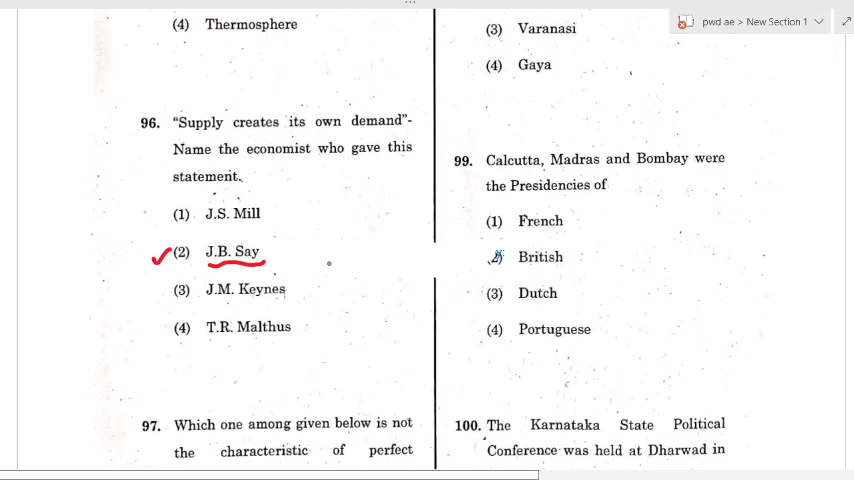 pwd ae > New Section 1
(4) Thermosphere
96. "Supply creates its own demand"-
Name the economist who gave this
statement.
(1) J.S. Mill
(2) J.B. Say
(3) J.M. Keynes
(4) T.R. Malthus
97. Which one among given below is not
the characteristic of perfect
(3) Varanasi
(4) Gaya
99. Calcutta, Madras and Bombay were
the Presidencies of
(1) French
(2) British
(3) Dutch
(4) Portuguese
100. The Karnataka State Political
Conference was held at Dharwad in